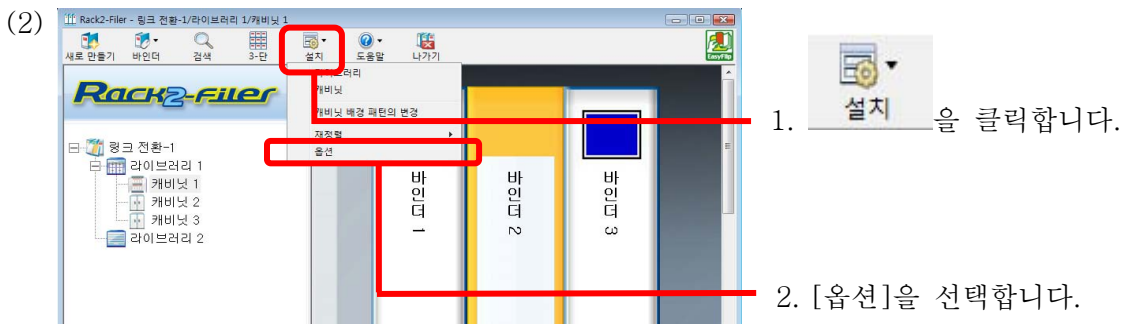 (2)
Rack2-Filer - 링크 전환-1/라이브러리 1/캐비닛 1
새로 만들기 바인더 검색 3-단 설치 도움말 나가기
EasyFlip
Rack2-Filer
캐비닛
캐비닛 배경 패턴의 변경
재정렬
옵션
링크 전환-1
라이브러리 1
캐비닛 1
캐비닛 2
캐비닛 3
라이브러리 2
바인더 1
바인더 2
바인더 3
1. 설치 을 클릭합니다.
2. [옵션]을 선택합니다.